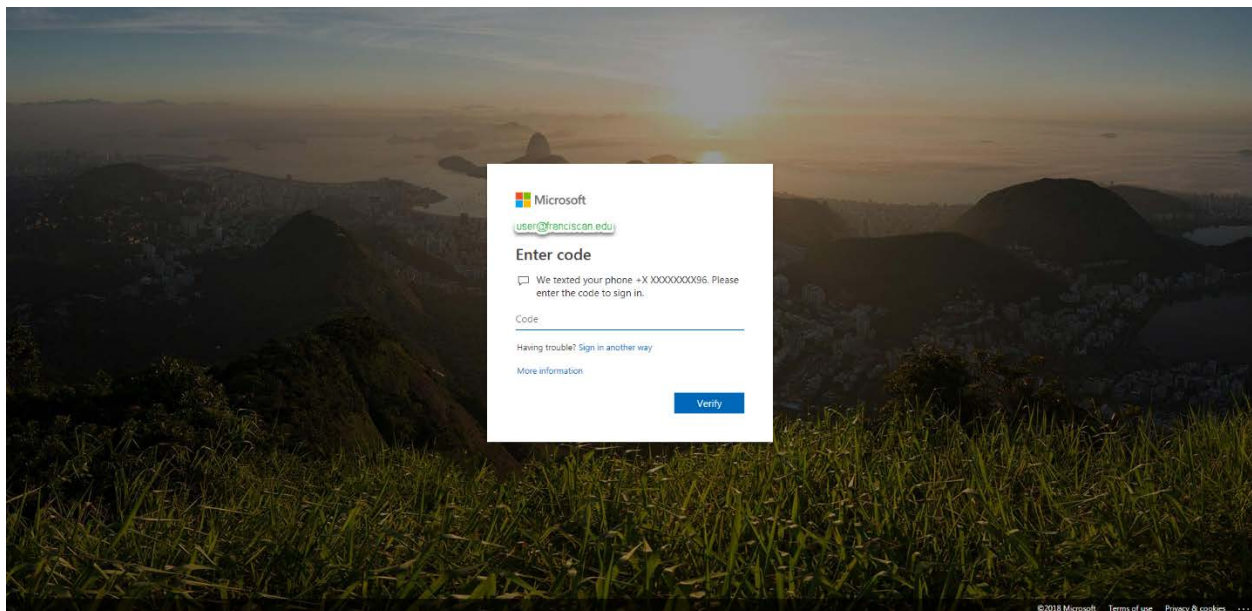 Microsoft
user@franciscan.edu
Enter code
We texted your phone +X XXXXXXXX96. Please
enter the code to sign in.
Code
Having trouble? Sign in another way
More information
Verify
©2018 Microsoft Terms of use Privacy & cookies ...